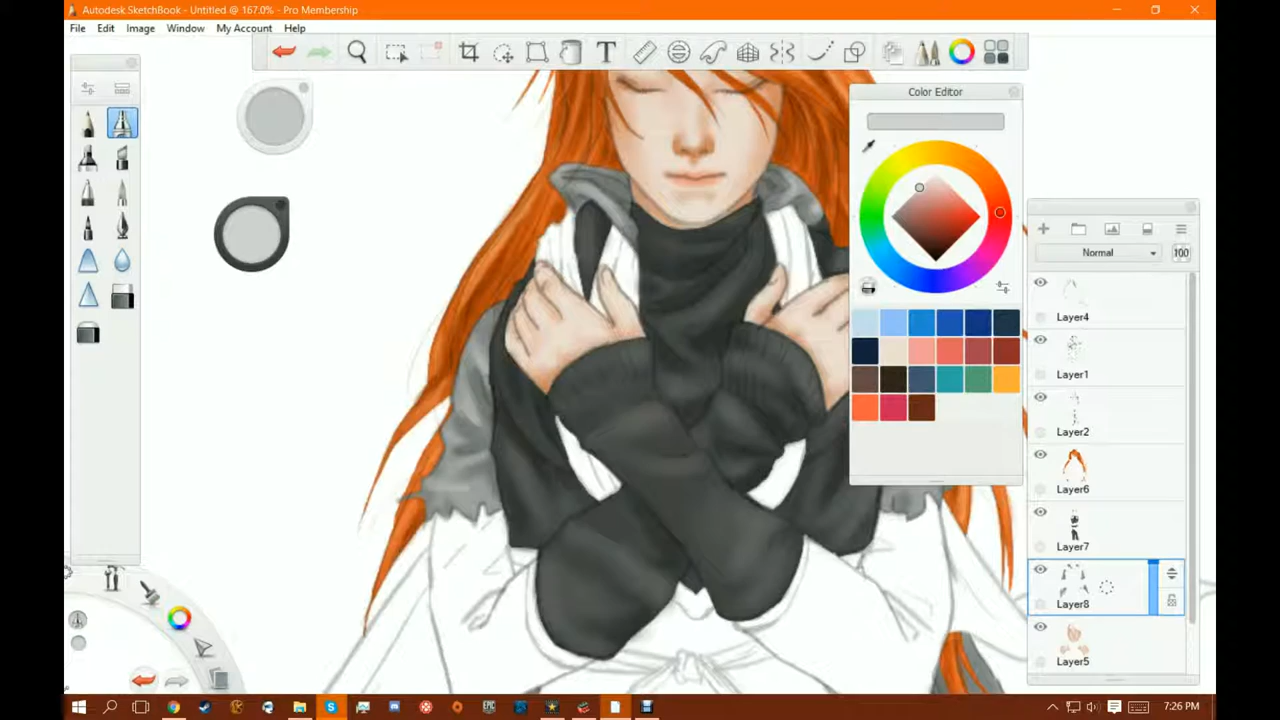 Autodesk SketchBook - Untitled @ 167.0% - Pro Membership
File Edit Image Window My Account Help
T
Color Editor
Normal 100
Layer4
Layer1
Layer2
Layer6
Layer7
Layer8
Layer5
7:26 PM